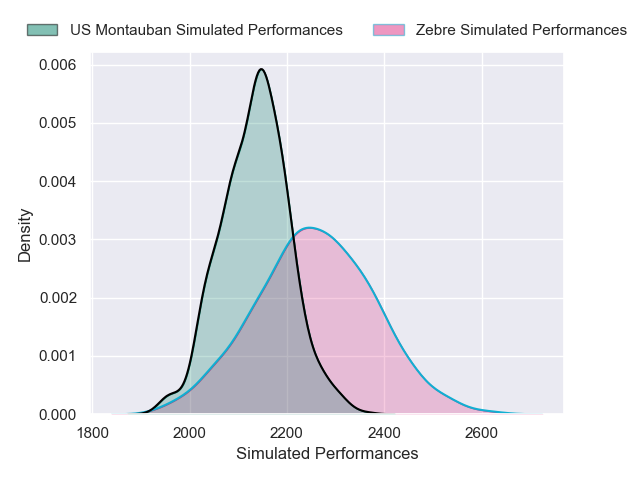 US Montauban Simulated Performances Zebre Simulated Performances
0.006
0.005
0.004
0.003
0.002
0.001
0.000
Density
1800 2000 2200 2400 2600
Simulated Performances